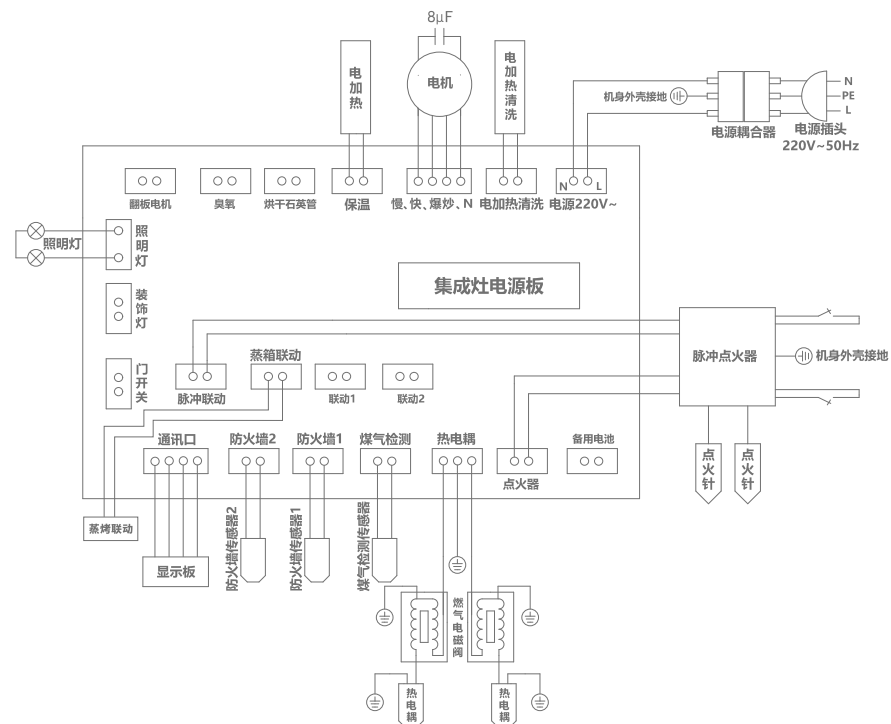 8μF
电加热
电机
电加热清洗
机身外壳接地
N
PE
L
电源耦合器
电源插头
220V~50Hz
翻板电机
臭氧
烘干石英管
保温
慢、快、爆炒、N
电加热清洗
N
L
电源220V~
照明灯
照明灯
集成灶电源板
装饰灯
门开关
脉冲联动
蒸箱联动
联动1
联动2
脉冲点火器
机身外壳接地
通讯口
防火墙2
防火墙1
煤气检测
热电耦
点火器
备用电池
点火针
点火针
蒸烤联动
显示板
防火墙传感器2
防火墙传感器1
煤气检测传感器
燃气电磁阀
热电耦
热电耦